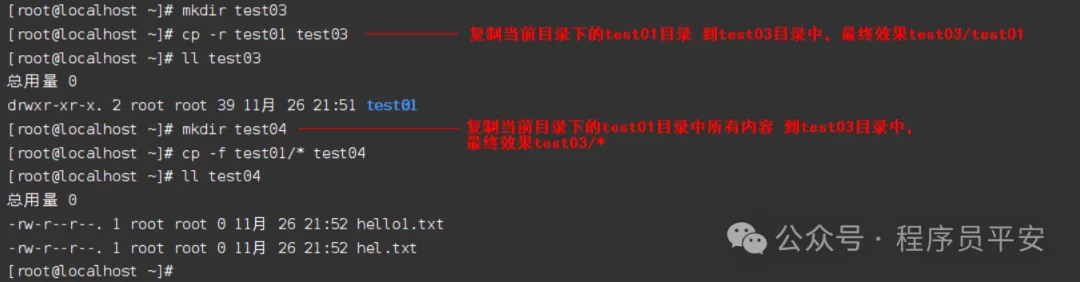 [root@localhost ~]# mkdir test03
[root@localhost ~]# cp -r test01 test03 复制当前目录下的test01目录 到test03目录中，最终效果test03/test01
[root@localhost ~]# ll test03
总用量 0
drwxr-xr-x. 2 root root 39 11月 26 21:51 test01
[root@localhost ~]# mkdir test04 复制当前目录下的test01目录中所有内容 到test03目录中，
最终效果test03/*
[root@localhost ~]# cp -f test01/* test04
[root@localhost ~]# ll test04
总用量 0
-rw-r--r--. 1 root root 0 11月 26 21:52 hello1.txt
-rw-r--r--. 1 root root 0 11月 26 21:52 hel.txt
[root@localhost ~]#
公众号 · 程序员平安